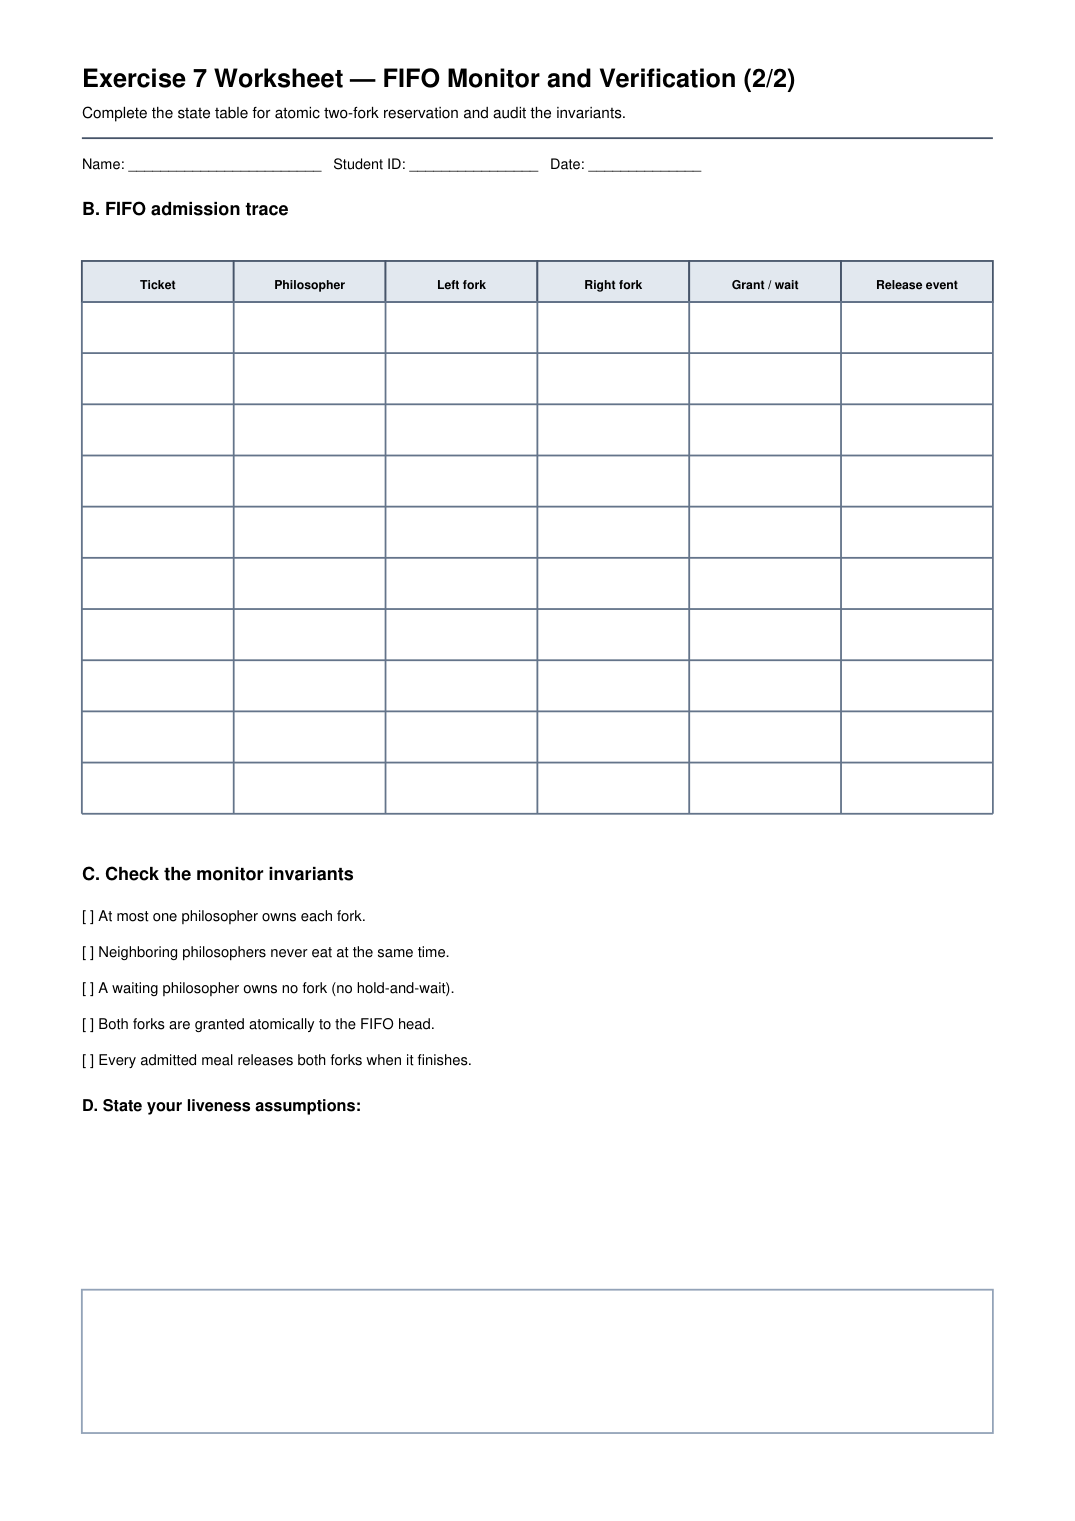 Exercise 7 Worksheet — FIFO Monitor and Verification (2/2)
Complete the state table for atomic two-fork reservation and audit the invariants.
Name: ________________________ Student ID: ________________ Date: ______________
B. FIFO admission trace
Ticket Philosopher Left fork Right fork Grant / wait Release event
C. Check the monitor invariants
[ ] At most one philosopher owns each fork.
[ ] Neighboring philosophers never eat at the same time.
[ ] A waiting philosopher owns no fork (no hold-and-wait).
[ ] Both forks are granted atomically to the FIFO head.
[ ] Every admitted meal releases both forks when it finishes.
D. State your liveness assumptions: